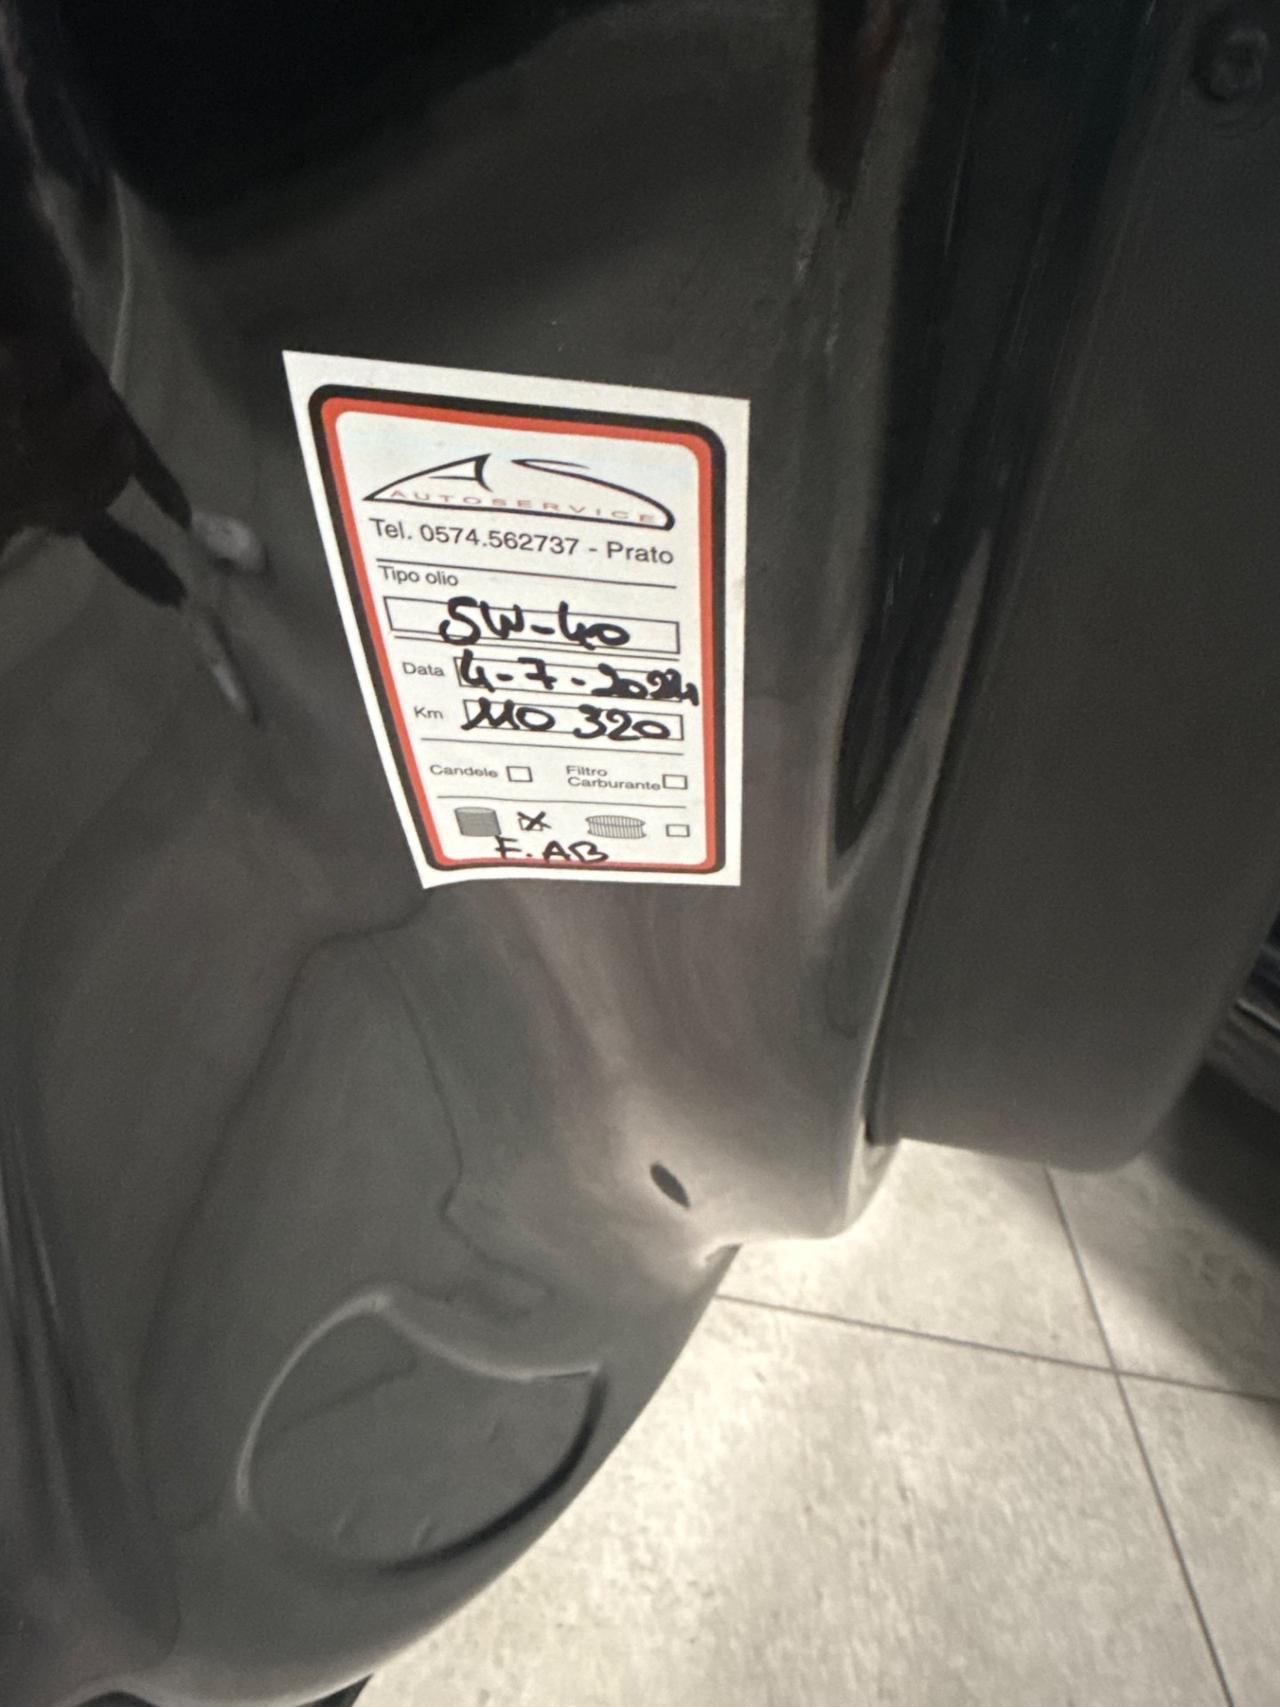 AS
AUTOSERVICE
Tel. 0574.562737 - Prato
Tipo olio
5W-40
Data 4-7-2024
Km 110 320
Candele Filtro Carburante
F. AB